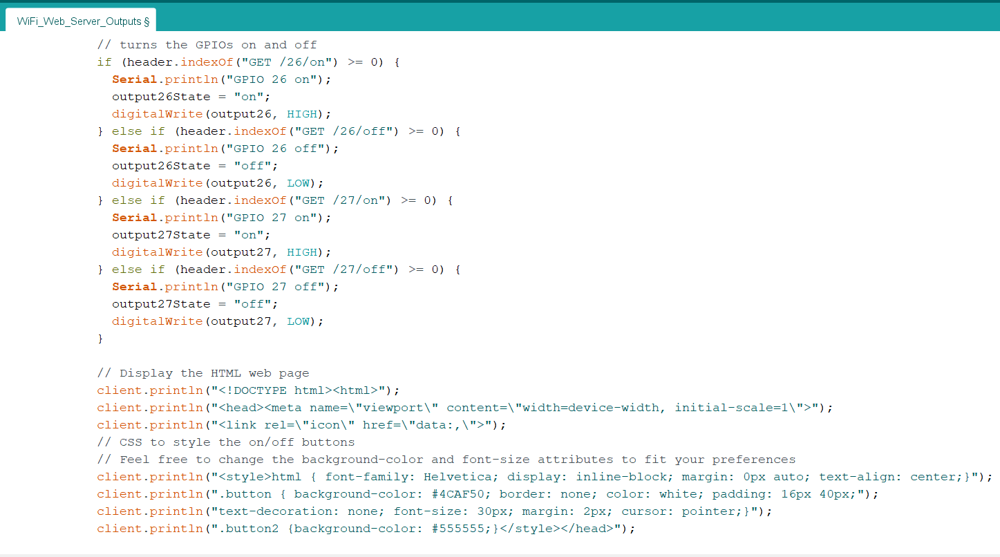 WiFi_Web_Server_Outputs §
// turns the GPIOs on and off
if (header.indexOf("GET /26/on") >= 0) {
  Serial.println("GPIO 26 on");
  output26State = "on";
  digitalWrite(output26, HIGH);
} else if (header.indexOf("GET /26/off") >= 0) {
  Serial.println("GPIO 26 off");
  output26State = "off";
  digitalWrite(output26, LOW);
} else if (header.indexOf("GET /27/on") >= 0) {
  Serial.println("GPIO 27 on");
  output27State = "on";
  digitalWrite(output27, HIGH);
} else if (header.indexOf("GET /27/off") >= 0) {
  Serial.println("GPIO 27 off");
  output27State = "off";
  digitalWrite(output27, LOW);
}

// Display the HTML web page
client.println("<!DOCTYPE html><html>");
client.println("<head><meta name=\"viewport\" content=\"width=device-width, initial-scale=1\">");
client.println("<link rel=\"icon\" href=\"data:,\">");
// CSS to style the on/off buttons
// Feel free to change the background-color and font-size attributes to fit your preferences
client.println("<style>html { font-family: Helvetica; display: inline-block; margin: 0px auto; text-align: center;}");
client.println(".button { background-color: #4CAF50; border: none; color: white; padding: 16px 40px;");
client.println("text-decoration: none; font-size: 30px; margin: 2px; cursor: pointer;}");
client.println(".button2 {background-color: #555555;}</style></head>");